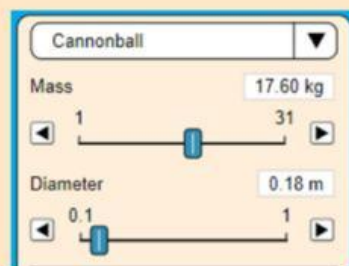 Cannonball
Mass 17.60 kg
1 31
Diameter 0.18 m
0.1 1